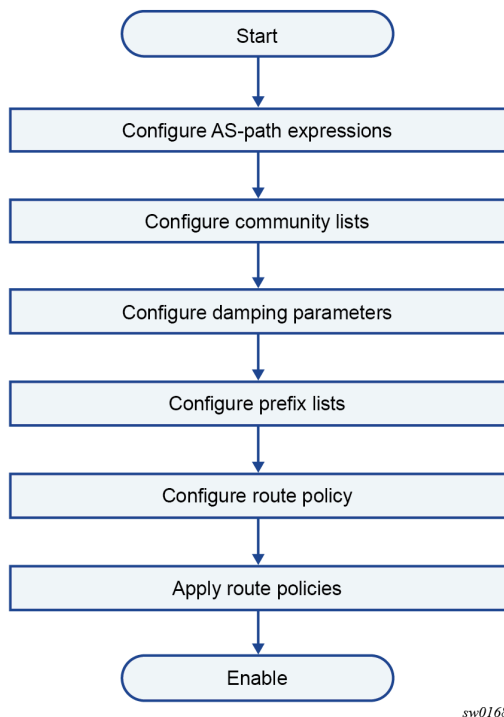 Start
Configure AS-path expressions
Configure community lists
Configure damping parameters
Configure prefix lists
Configure route policy
Apply route policies
Enable